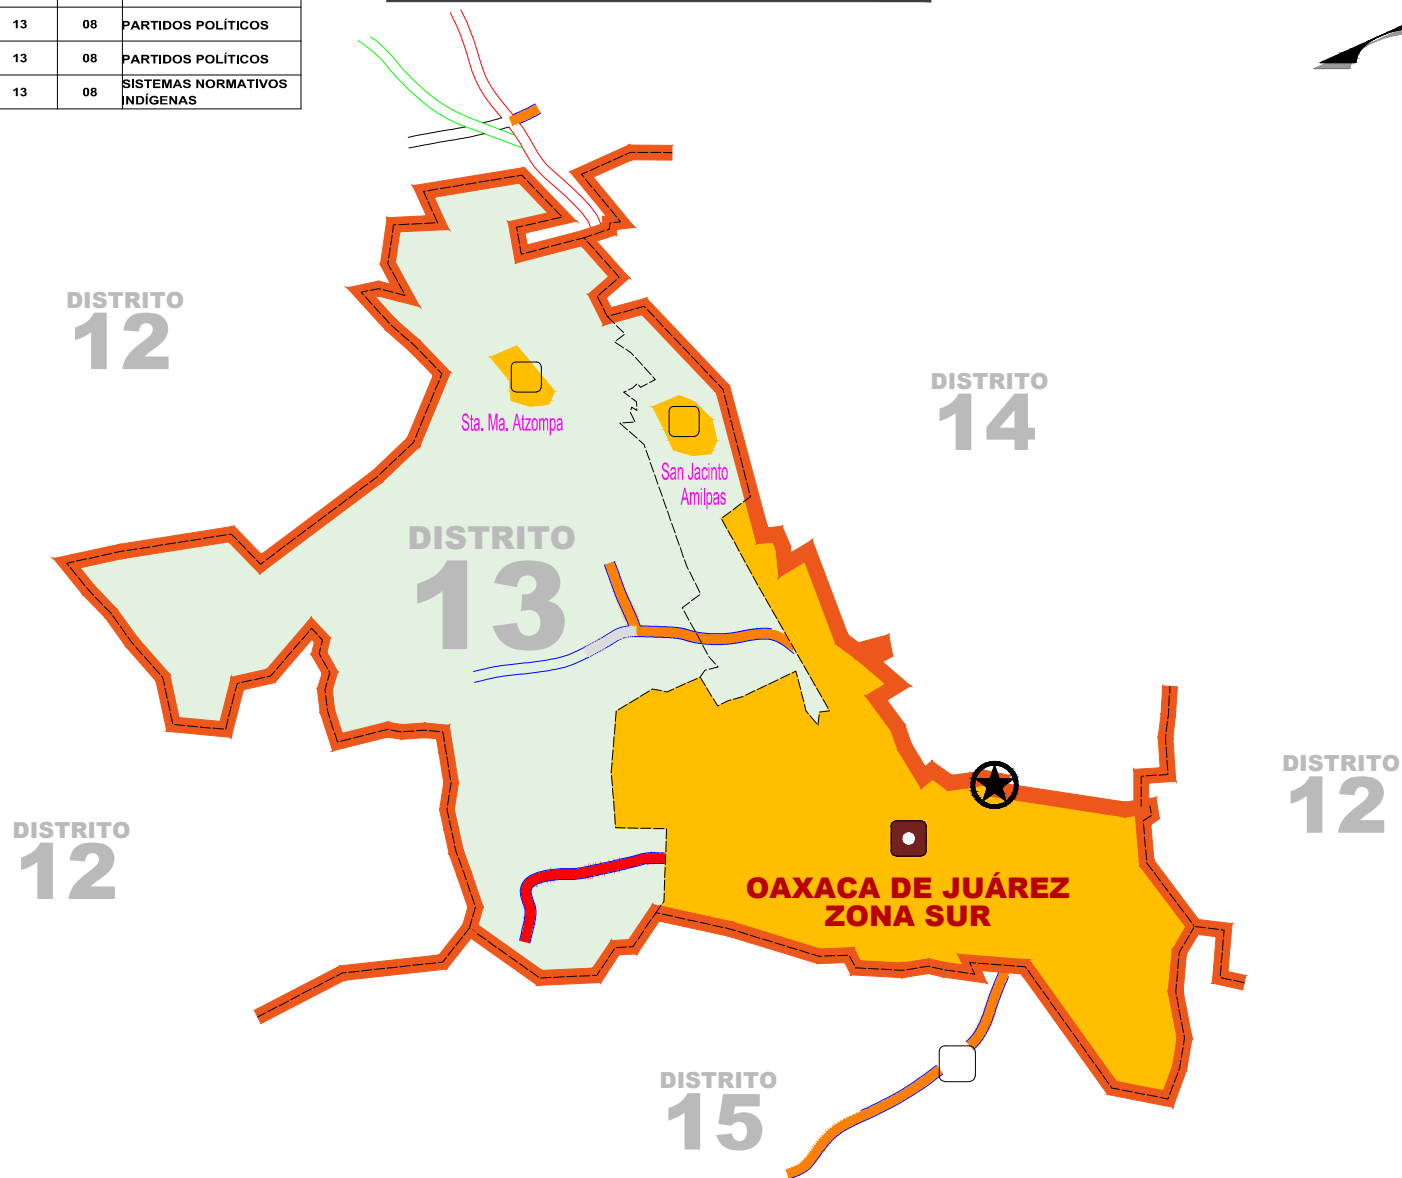 13 08 PARTIDOS POLÍTICOS
13 08 PARTIDOS POLÍTICOS
13 08 SISTEMAS NORMATIVOS
INDÍGENAS
DISTRITO
12
DISTRITO
14
Sta. Ma. Atzompa
San Jacinto
Amilpas
DISTRITO
13
DISTRITO
12
DISTRITO
12
OAXACA DE JUÁREZ
ZONA SUR
DISTRITO
15